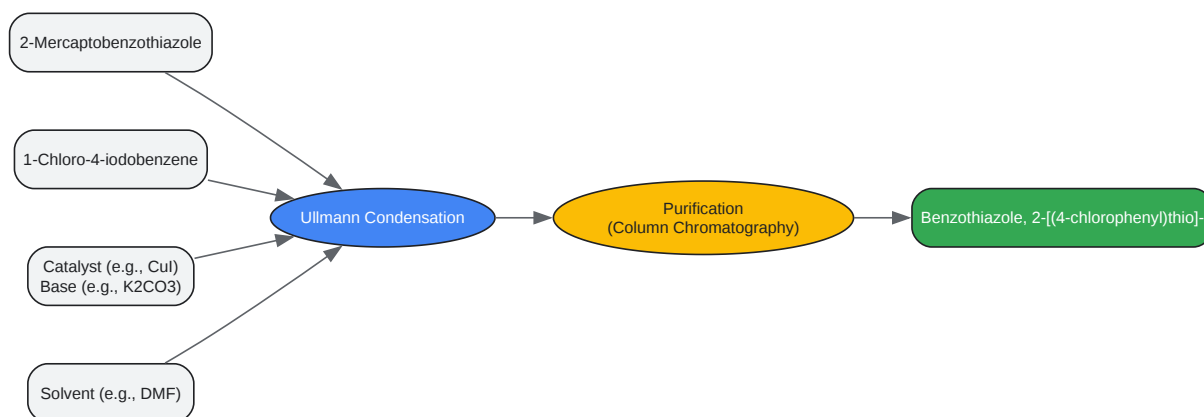 2-Mercaptobenzothiazole
1-Chloro-4-iodobenzene
Catalyst (e.g., CuI)
Base (e.g., K2CO3)
Solvent (e.g., DMF)
Ullmann Condensation
Purification
(Column Chromatography)
Benzothiazole, 2-[(4-chlorophenyl)thio]-